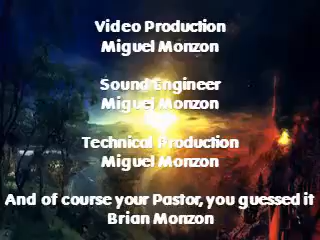 Video Production
Miguel Monzon
Sound Engineer
Miguel Monzon
Technical Production
Miguel Monzon
And of course your Pastor, you guessed it
Brian Monzon